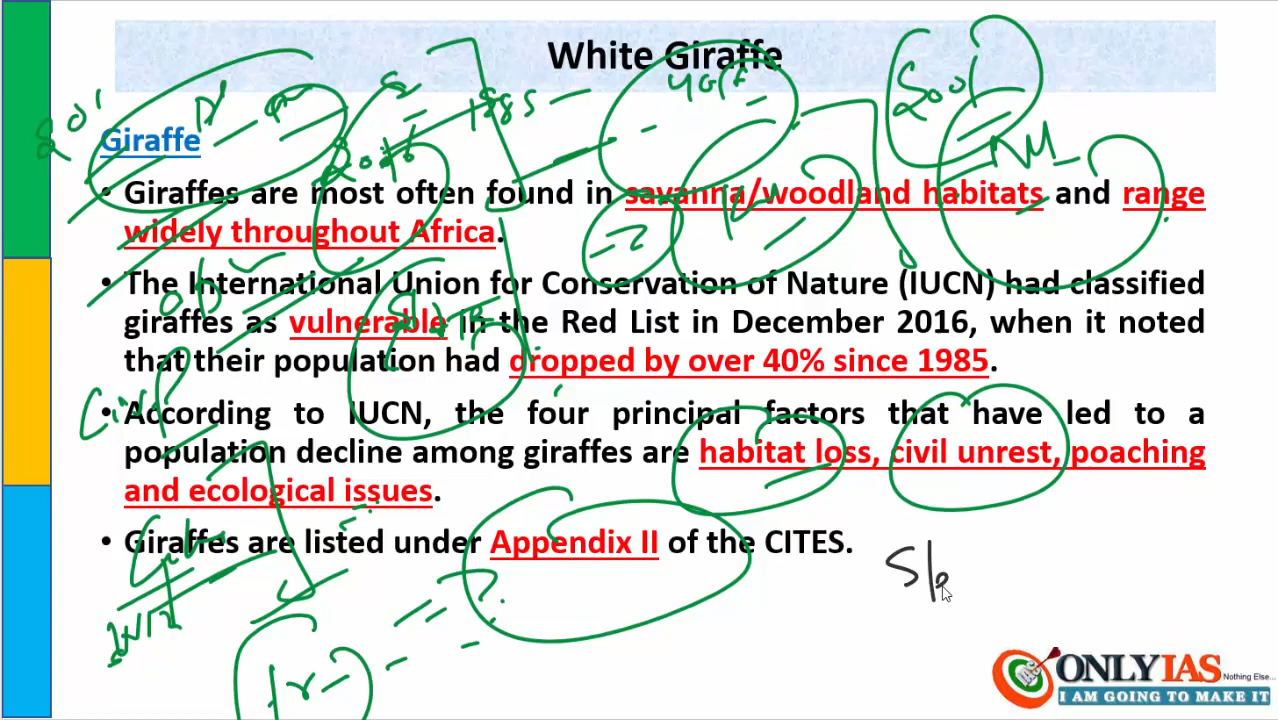 White Giraffe
Giraffe
• Giraffes are most often found in savanna/woodland habitats and range
widely throughout Africa.
• The International Union for Conservation of Nature (IUCN) had classified
giraffes as vulnerable in the Red List in December 2016, when it noted
that their population had dropped by over 40% since 1985.
• According to IUCN, the four principal factors that have led to a
population decline among giraffes are habitat loss, civil unrest, poaching
and ecological issues.
• Giraffes are listed under Appendix II of the CITES.
ONLYIAS
Nothing Else...
I AM GOING TO MAKE IT